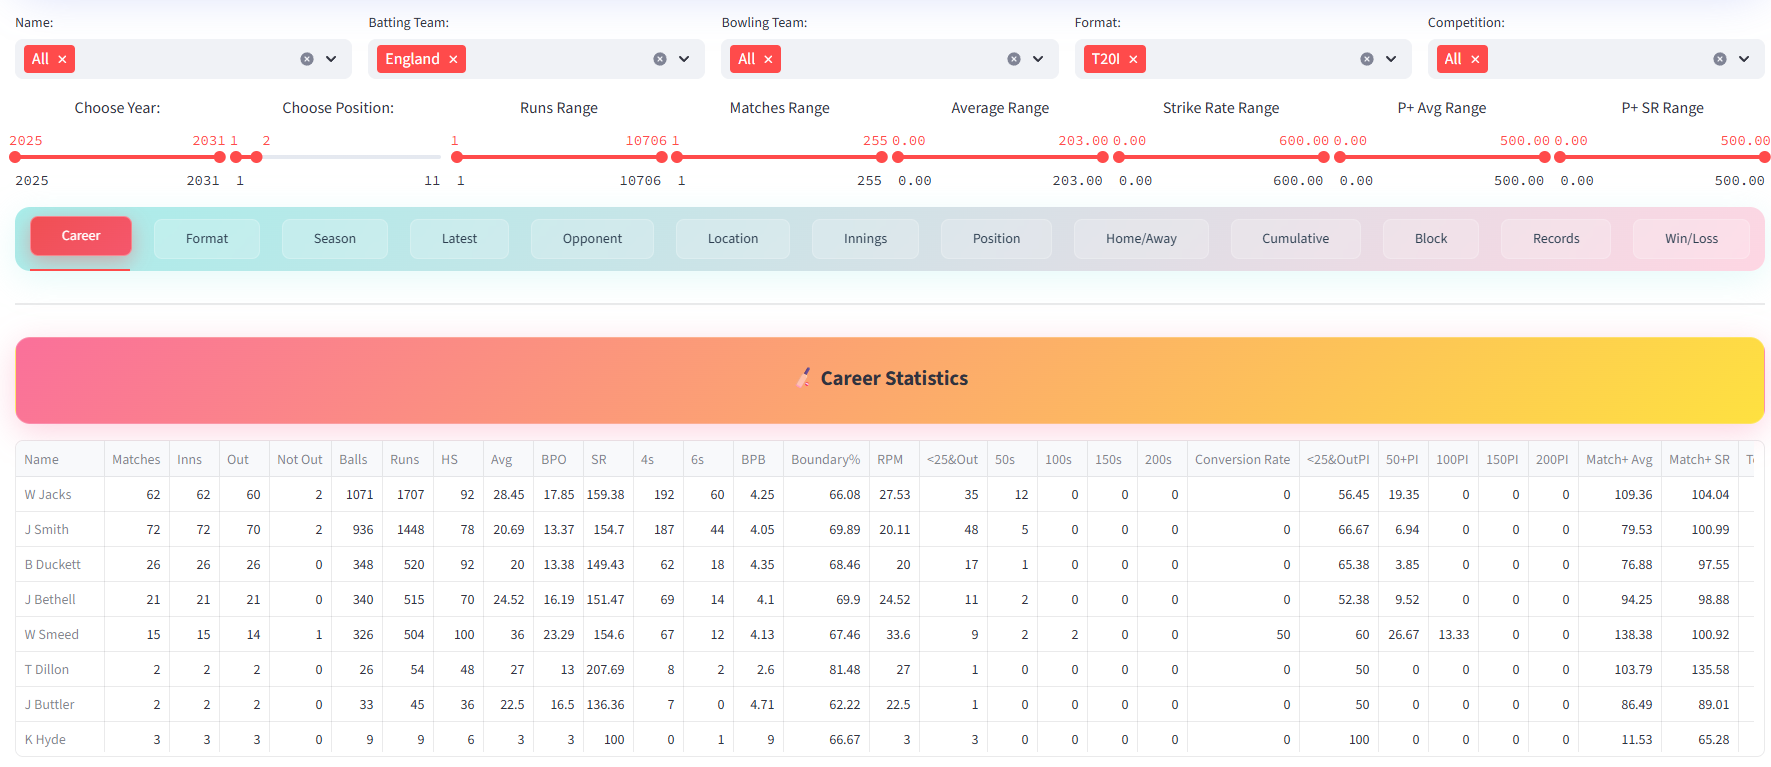 Name: Batting Team: Bowling Team: Format: Competition:
All × England × All × T20I × All ×
Choose Year: Choose Position: Runs Range Matches Range Average Range Strike Rate Range P+ Avg Range P+ SR Range
2025 2031 1 2 1 10706 1 255 0.00 203.00 0.00 600.00 0.00 500.00 0.00 500.00
2025 2031 1 11 1 10706 1 255 0.00 203.00 0.00 600.00 0.00 500.00 0.00 500.00
Career Format Season Latest Opponent Location Innings Position Home/Away Cumulative Block Records Win/Loss
Career Statistics
Name Matches Inns Out Not Out Balls Runs HS Avg BPO SR 4s 6s BPB Boundary% RPM <25&Out 50s 100s 150s 200s Conversion Rate <25&OutPI 50+PI 100PI 150PI 200PI Match+ Avg Match+ SR
W Jacks 62 62 60 2 1071 1707 92 28.45 17.85 159.38 192 60 4.25 66.08 27.53 35 12 0 0 0 0 56.45 19.35 0 0 0 109.36 104.04
J Smith 72 72 70 2 936 1448 78 20.69 13.37 154.7 187 44 4.05 69.89 20.11 48 5 0 0 0 0 66.67 6.94 0 0 0 79.53 100.99
B Duckett 26 26 26 0 348 520 92 20 13.38 149.43 62 18 4.35 68.46 20 17 1 0 0 0 0 65.38 3.85 0 0 0 76.88 97.55
J Bethell 21 21 21 0 340 515 70 24.52 16.19 151.47 69 14 4.1 69.9 24.52 11 2 0 0 0 0 52.38 9.52 0 0 0 94.25 98.88
W Smeed 15 15 14 1 326 504 100 36 23.29 154.6 67 12 4.13 67.46 33.6 9 2 2 0 0 50 60 26.67 13.33 0 0 138.38 100.92
T Dillon 2 2 2 0 26 54 48 27 13 207.69 8 2 2.6 81.48 27 1 0 0 0 0 0 50 0 0 0 0 103.79 135.58
J Buttler 2 2 2 0 33 45 36 22.5 16.5 136.36 7 0 4.71 62.22 22.5 1 0 0 0 0 0 50 0 0 0 0 86.49 89.01
K Hyde 3 3 3 0 9 9 6 3 3 100 0 1 9 66.67 3 3 0 0 0 0 0 100 0 0 0 0 11.53 65.28